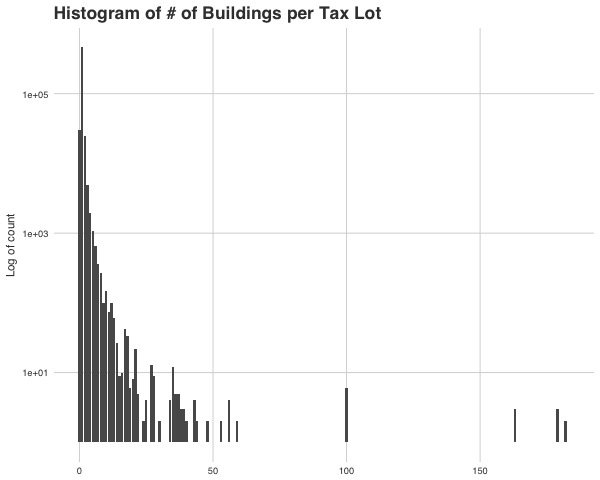 Histogram of # of Buildings per Tax Lot
1e+05
1e+03
1e+01
Log of count
0
50
100
150